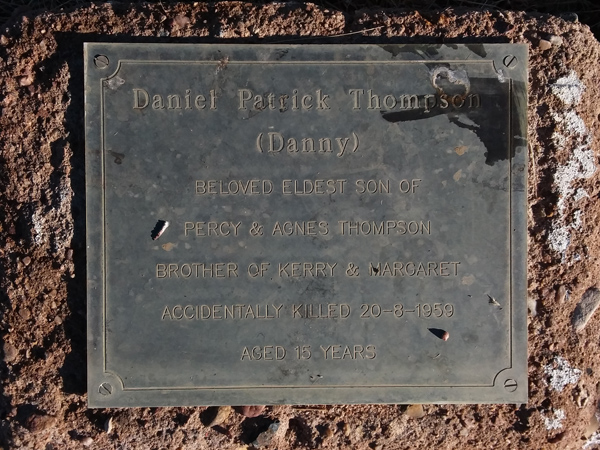 Daniel Patrick Thompson
(Danny)
BELOVED ELDEST SON OF
PERCY & AGNES THOMPSON
BROTHER OF KERRY & MARGARET
ACCIDENTALLY KILLED 20-8-1959
AGED 15 YEARS